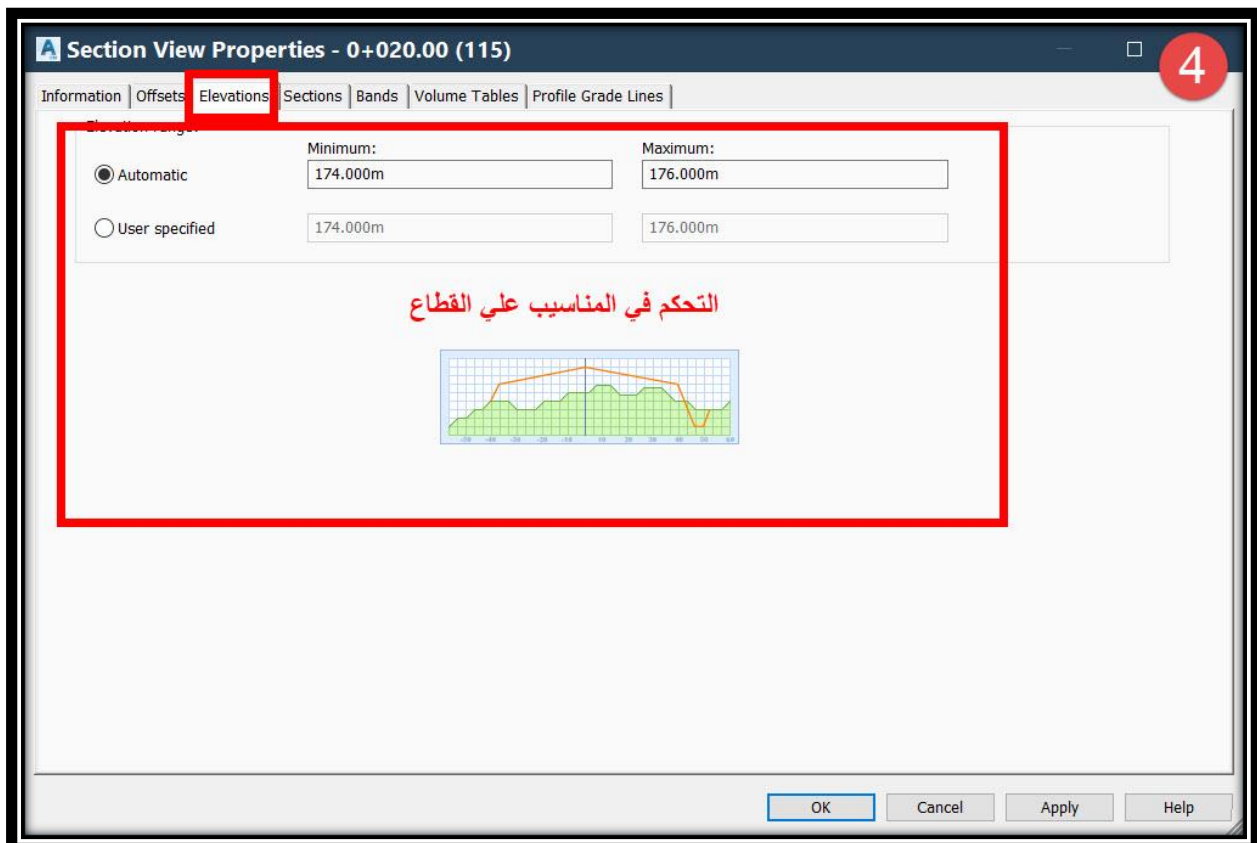 Section View Properties - 0+020.00 (115)
4
Information Offsets Elevations Sections Bands Volume Tables Profile Grade Lines
Elevation range:
Minimum: Maximum:
Automatic 174.000m 176.000m
User specified 174.000m 176.000m
التحكم في المناسيب علي القطاع
OK Cancel Apply Help